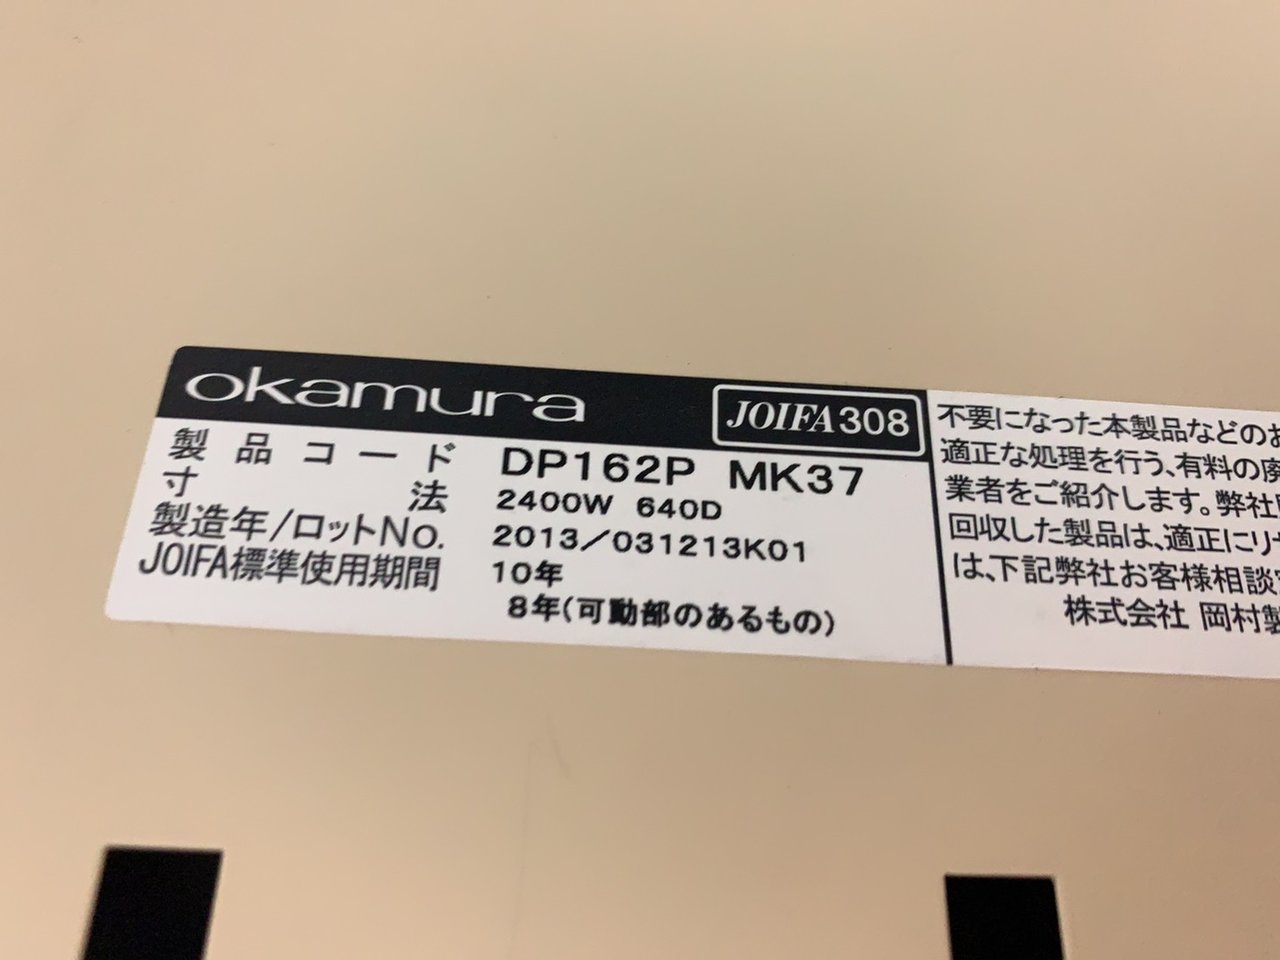 okamura JOIFA308
製品コード DP162P MK37
寸法 2400W 640D
製造年/ロットNo. 2013/031213K01
JOIFA標準使用期間 10年
8年(可動部のあるもの)
不要になった本製品などのお
適正な処理を行う、有料の廃
業者をご紹介します。弊社
回収した製品は、適正にリ
は、下記弊社お客様相談
株式会社 岡村製